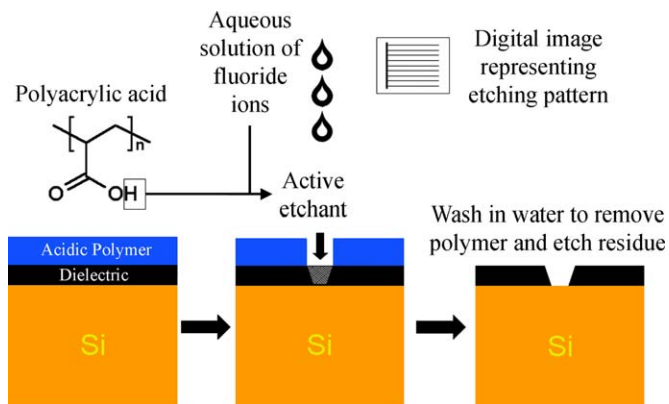 Aqueous
solution of
fluoride
ions
Digital image
representing
etching pattern
Polyacrylic acid
n
O
OH
Active
etchant
Wash in water to remove
polymer and etch residue
Acidic Polymer
Dielectric
Si
Si
Si